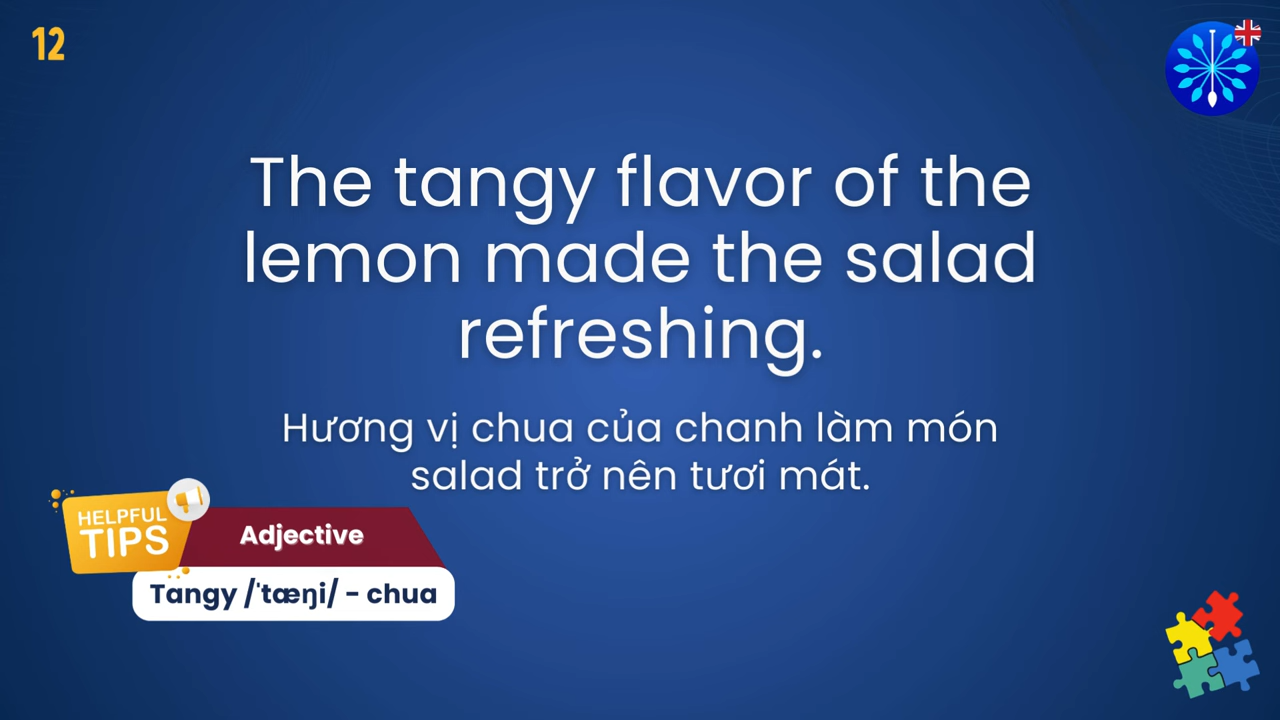 12
The tangy flavor of the
lemon made the salad
refreshing.
Hương vị chua của chanh làm món
salad trở nên tươi mát.
HELPFUL
TIPS
Adjective
Tangy /ˈtæŋi/ - chua